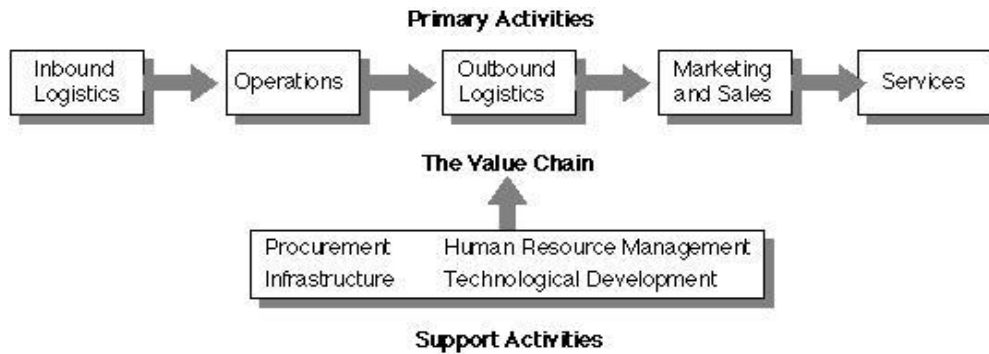 Primary Activities
Inbound
Logistics
Operations
Outbound
Logistics
Marketing
and Sales
Services
The Value Chain
Procurement Human Resource Management
Infrastructure Technological Development
Support Activities